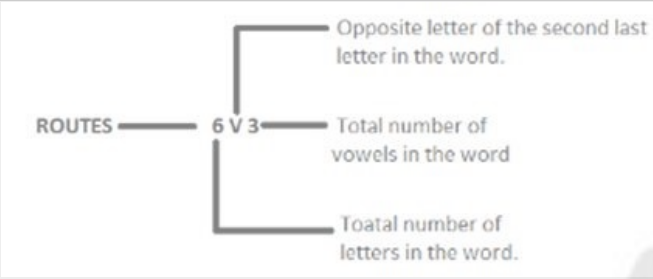 Opposite letter of the second last
letter in the word.
ROUTES 6 V 3 Total number of
vowels in the word
Toatal number of
letters in the word.